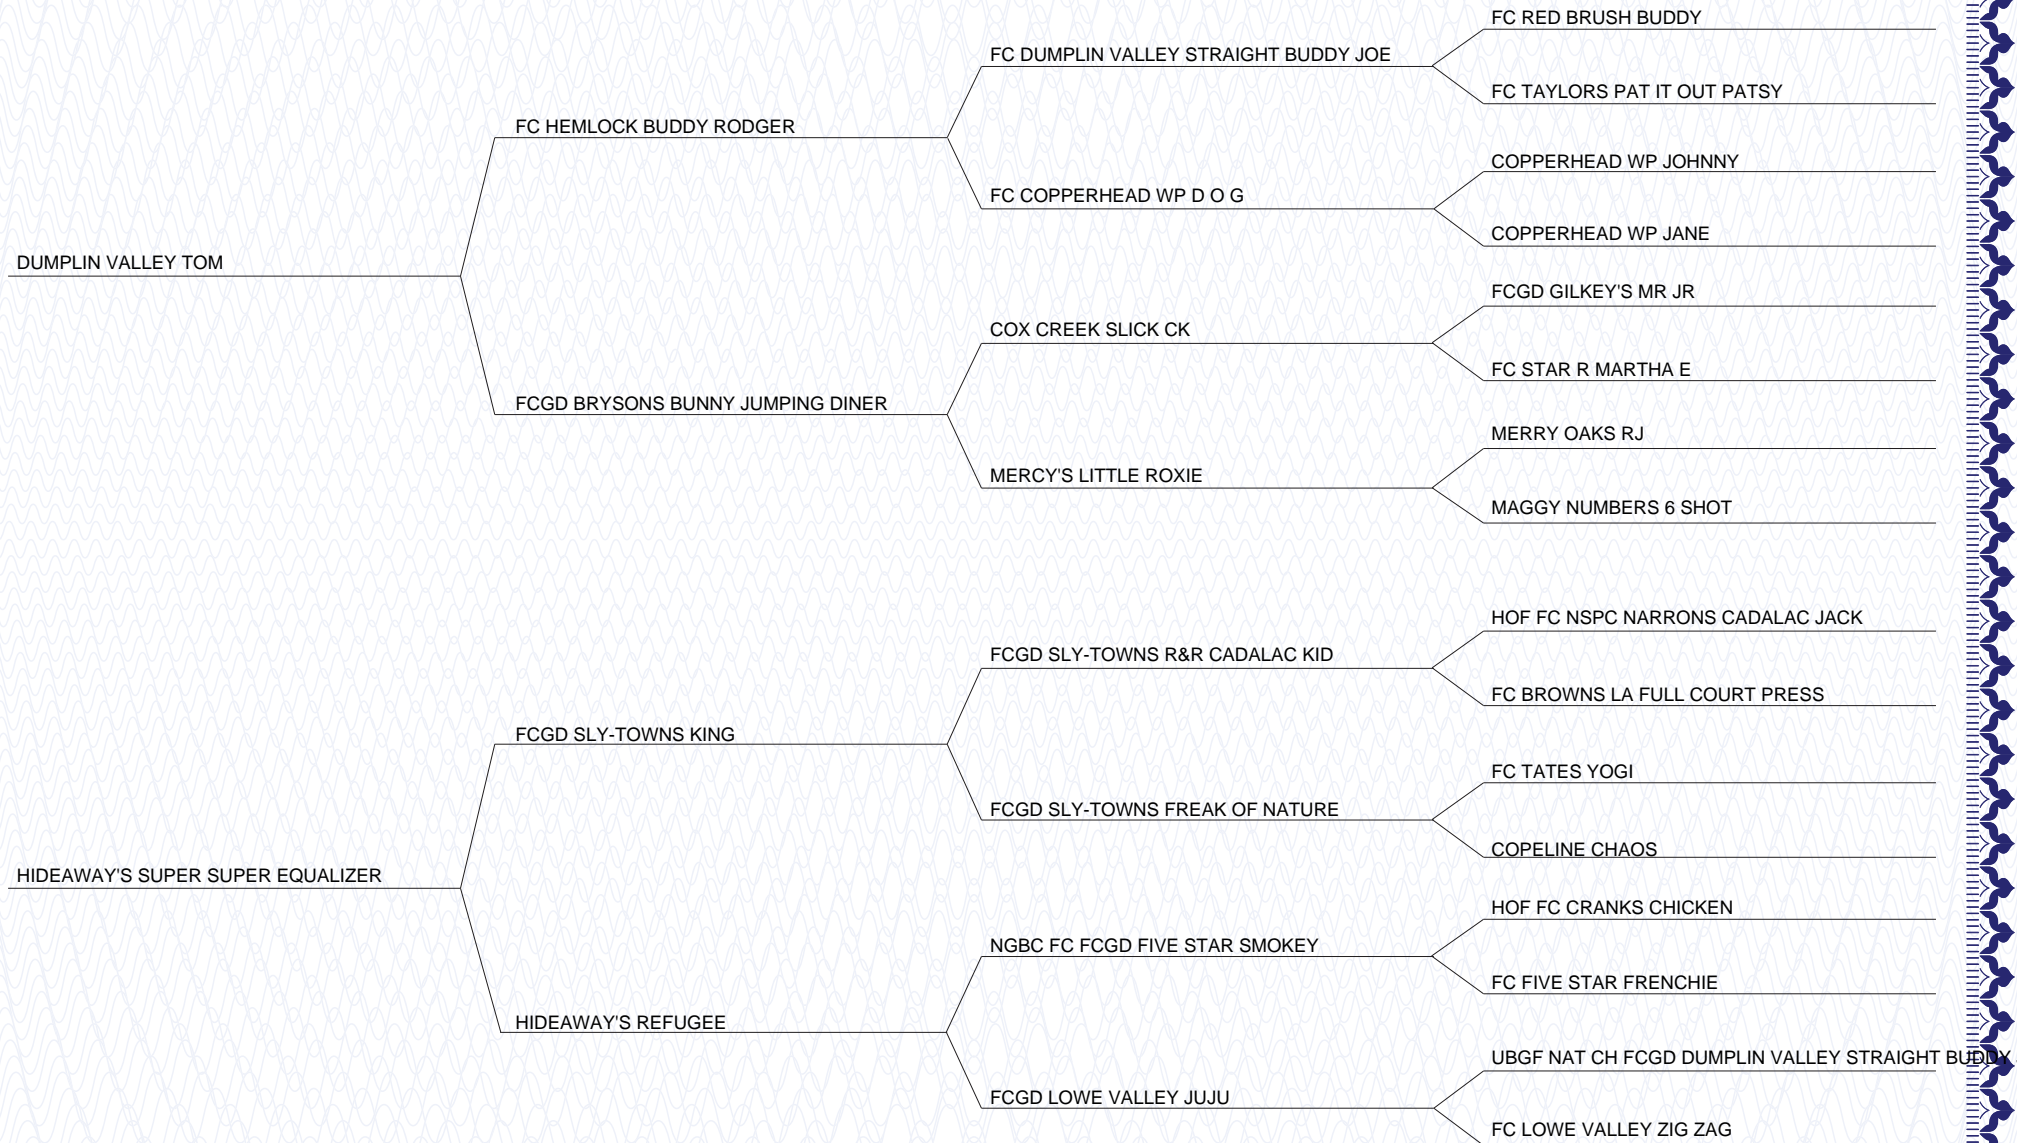 FC RED BRUSH BUDDY
FC DUMPLIN VALLEY STRAIGHT BUDDY JOE
FC TAYLORS PAT IT OUT PATSY
FC HEMLOCK BUDDY RODGER
COPPERHEAD WP JOHNNY
FC COPPERHEAD WP D O G
COPPERHEAD WP JANE
DUMPLIN VALLEY TOM
FCGD GILKEY'S MR JR
COX CREEK SLICK CK
FC STAR R MARTHA E
FCGD BRYSONS BUNNY JUMPING DINER
MERRY OAKS RJ
MERCY'S LITTLE ROXIE
MAGGY NUMBERS 6 SHOT
HOF FC NSPC NARRONS CADALAC JACK
FCGD SLY-TOWNS R&R CADALAC KID
FC BROWNS LA FULL COURT PRESS
FCGD SLY-TOWNS KING
FC TATES YOGI
FCGD SLY-TOWNS FREAK OF NATURE
COPELINE CHAOS
HIDEAWAY'S SUPER SUPER EQUALIZER
HOF FC CRANKS CHICKEN
NGBC FC FCGD FIVE STAR SMOKEY
FC FIVE STAR FRENCHIE
HIDEAWAY'S REFUGEE
UBGF NAT CH FCGD DUMPLIN VALLEY STRAIGHT BUDDY
FCGD LOWE VALLEY JUJU
FC LOWE VALLEY ZIG ZAG